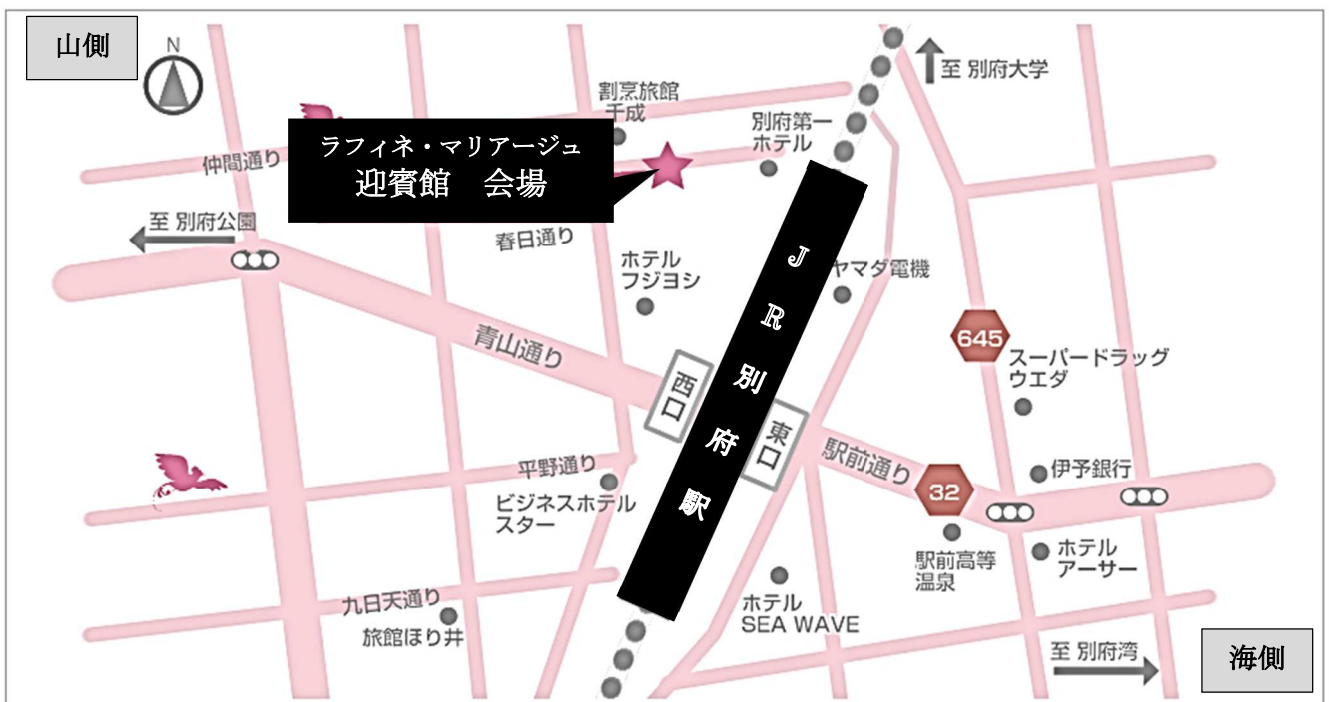 山側
N
至 別府大学
割烹旅館
千成
別府第一
ホテル
ラフィネ・マリアージュ
迎賓館 会場
仲間通り
至 別府公園
春日通り
ホテル
フジヨシ
JR別府駅
ヤマダ電機
青山通り
645
スーパードラッグ
ウエダ
西口
東口
駅前通り
32
伊予銀行
平野通り
ビジネスホテル
スター
駅前高等
温泉
ホテル
アーサー
九日天通り
旅館ほり井
ホテル
SEA WAVE
至 別府湾
海側